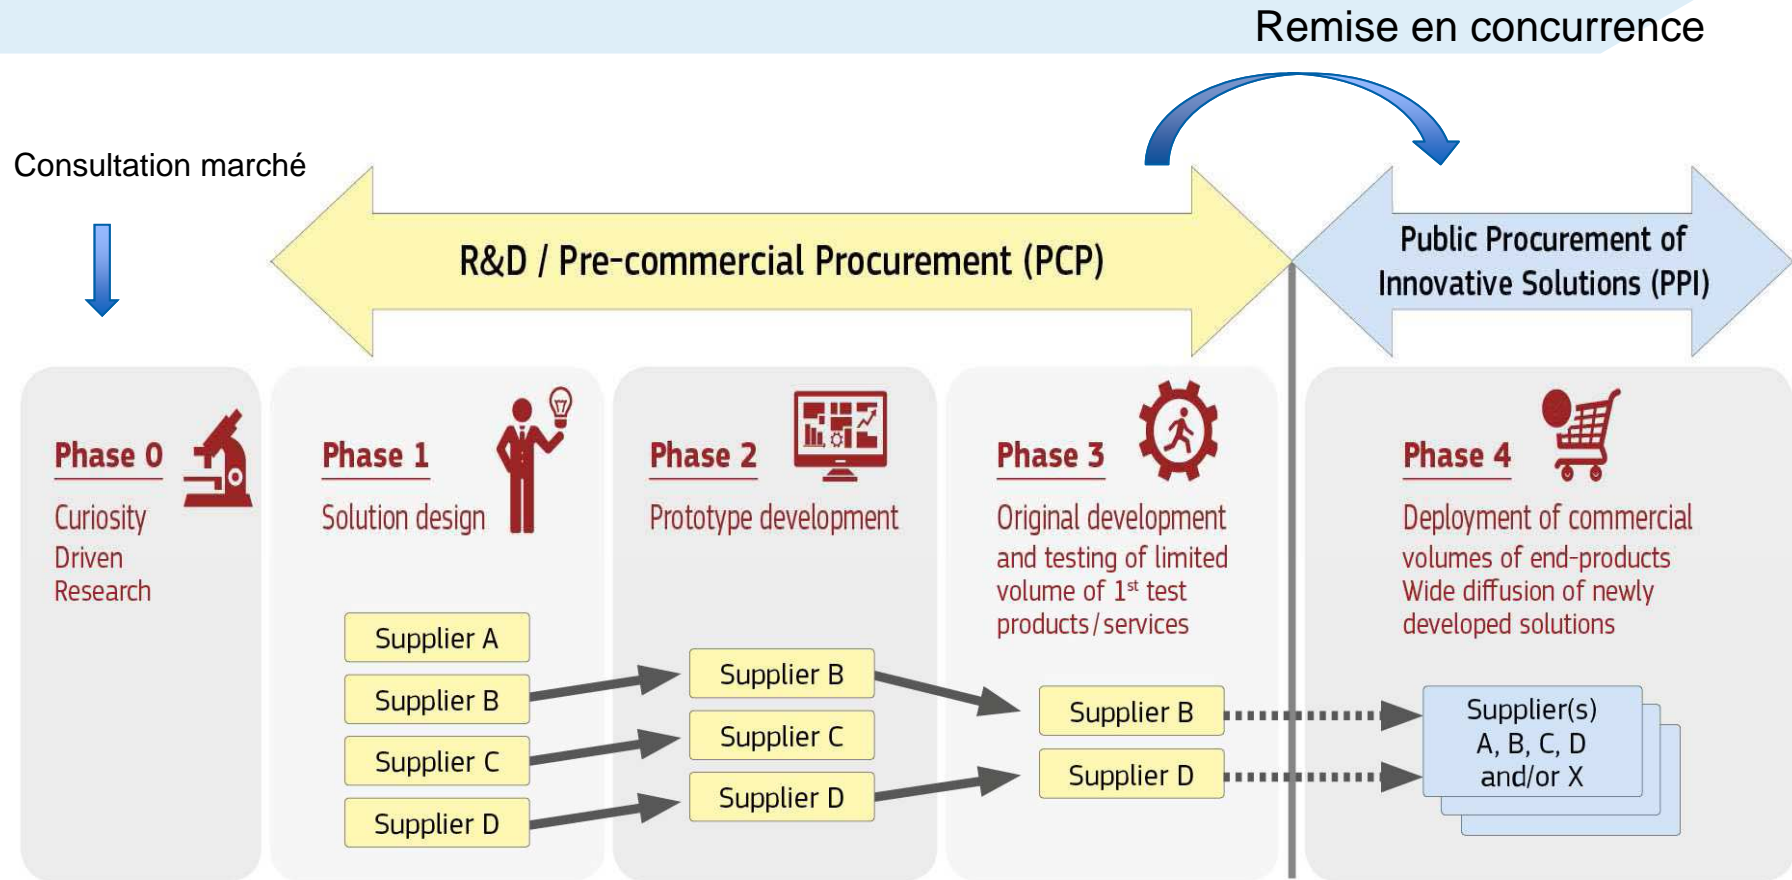 Remise en concurrence
Consultation marché
R&D / Pre-commercial Procurement (PCP)
Public Procurement of
Innovative Solutions (PPI)
Phase 0
Curiosity
Driven
Research
Phase 1
Solution design
Supplier A
Supplier B
Supplier C
Supplier D
Phase 2
Prototype development
Supplier B
Supplier C
Supplier D
Phase 3
Original development
and testing of limited
volume of 1st test
products/services
Supplier B
Supplier D
Phase 4
Deployment of commercial
volumes of end-products
Wide diffusion of newly
developed solutions
Supplier(s)
A, B, C, D
and/or X